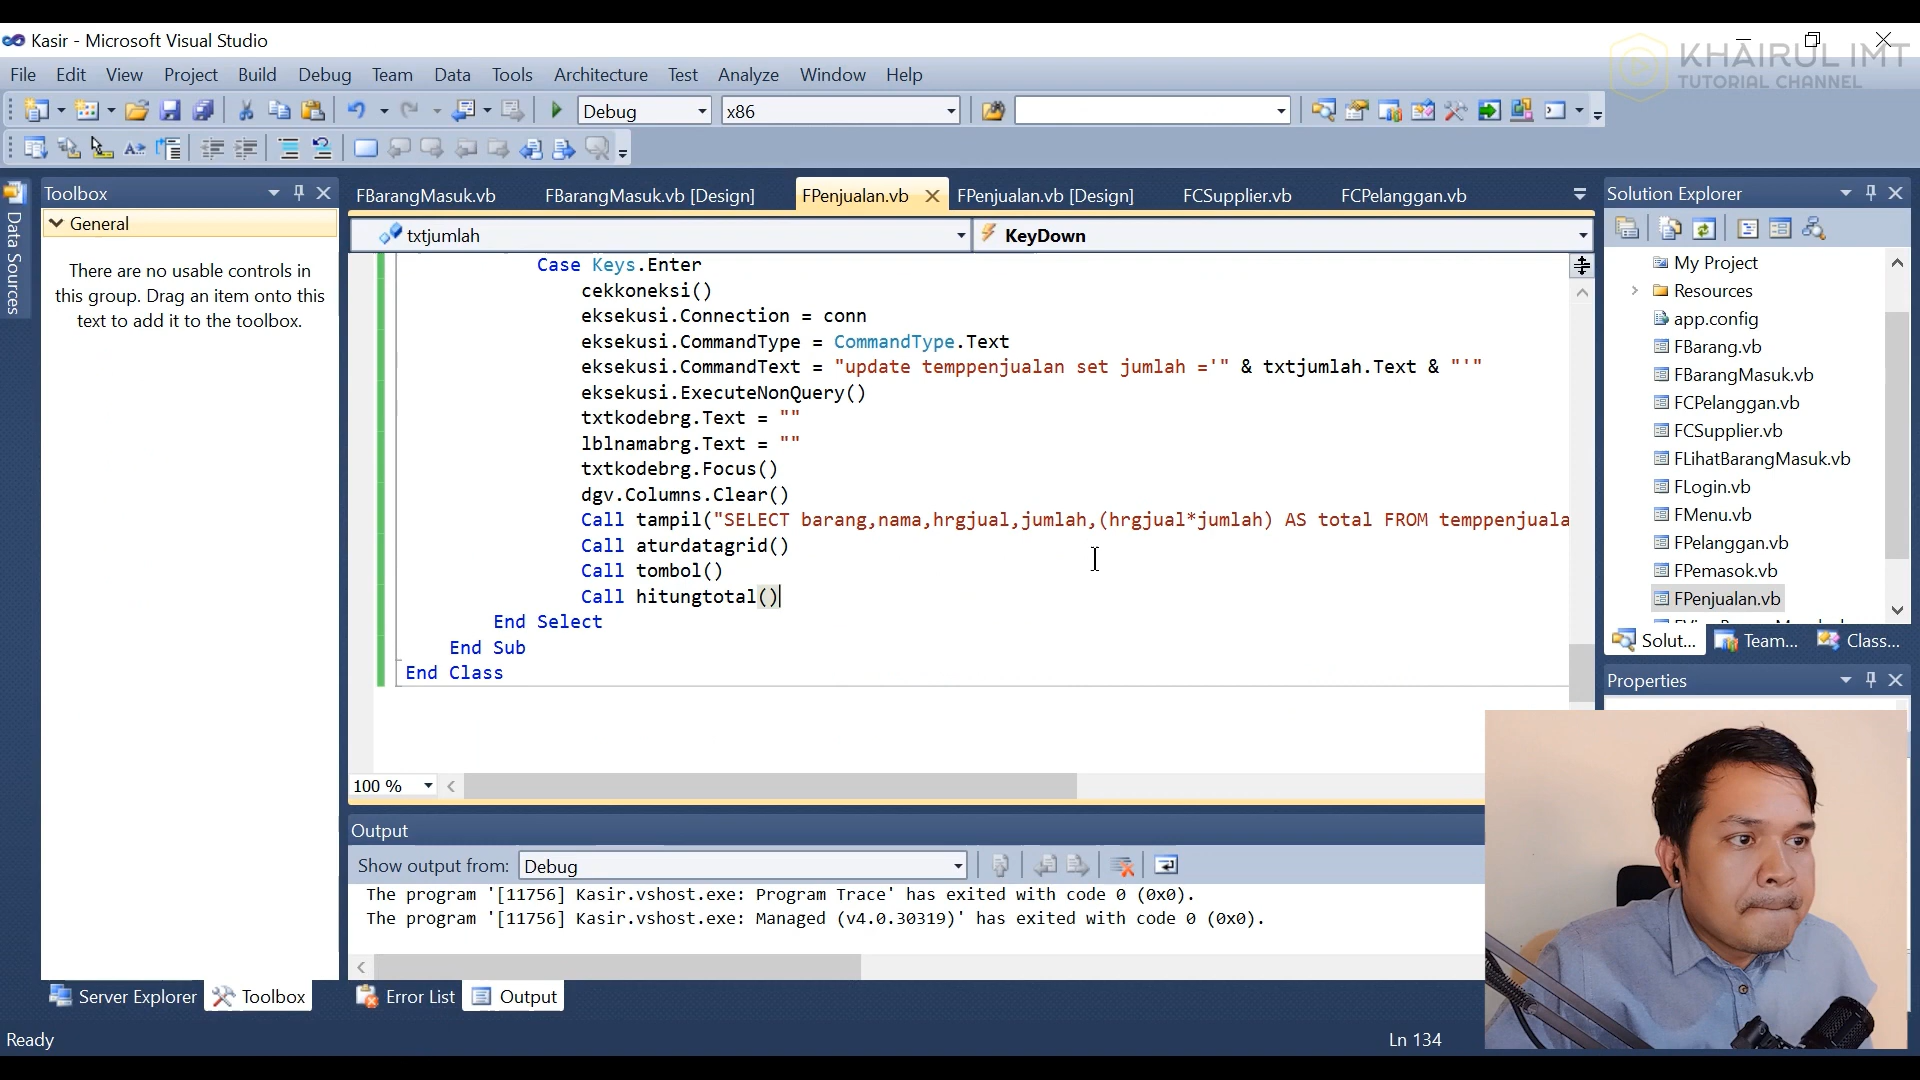 Kasir - Microsoft Visual Studio
KHAIRUL IMT
TUTORIAL CHANNEL
File Edit View Project Build Debug Team Data Tools Architecture Test Analyze Window Help
Debug x86
Data Sources
Toolbox
General
There are no usable controls in
this group. Drag an item onto this
text to add it to the toolbox.
FBarangMasuk.vb FBarangMasuk.vb [Design] FPenjualan.vb FPenjualan.vb [Design] FCSupplier.vb FCPelanggan.vb
txtjumlah KeyDown
Case Keys.Enter
cekkoneksi()
eksekusi.Connection = conn
eksekusi.CommandType = CommandType.Text
eksekusi.CommandText = "update temppenjualan set jumlah ='" & txtjumlah.Text & "'"
eksekusi.ExecuteNonQuery()
txtkodebrg.Text = ""
lblnamabrg.Text = ""
txtkodebrg.Focus()
dgv.Columns.Clear()
Call tampil("SELECT barang,nama,hrgjual,jumlah,(hrgjual*jumlah) AS total FROM temppenjuala
Call aturdatagrid()
Call tombol()
Call hitungtotal()
End Select
End Sub
End Class
100 %
Output
Show output from: Debug
The program '[11756] Kasir.vshost.exe: Program Trace' has exited with code 0 (0x0).
The program '[11756] Kasir.vshost.exe: Managed (v4.0.30319)' has exited with code 0 (0x0).
Server Explorer Toolbox Error List Output
Ready Ln 134
Solution Explorer
My Project
Resources
app.config
FBarang.vb
FBarangMasuk.vb
FCPelanggan.vb
FCSupplier.vb
FLihatBarangMasuk.vb
FLogin.vb
FMenu.vb
FPelanggan.vb
FPemasok.vb
FPenjualan.vb
Solut... Team... Class...
Properties